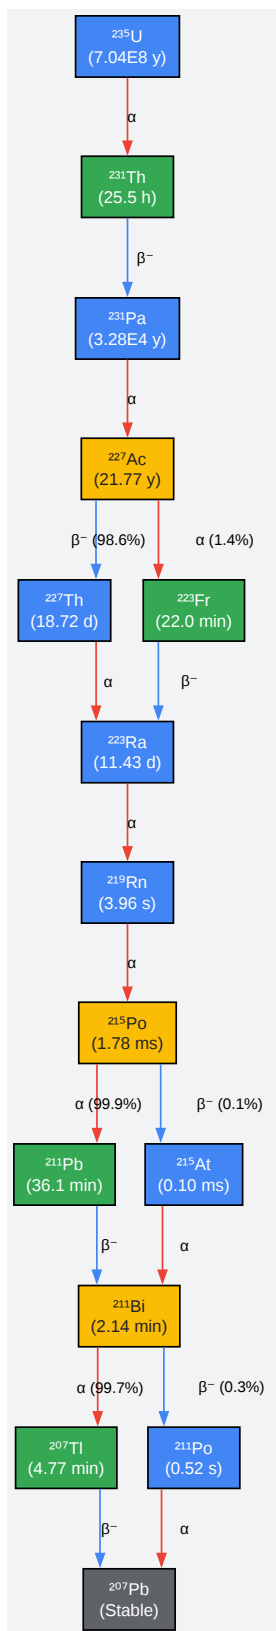 ²³⁵U
(7.04E8 y)
α
²³¹Th
(25.5 h)
β⁻
²³¹Pa
(3.28E4 y)
α
²²⁷Ac
(21.77 y)
β⁻ (98.6%)
α (1.4%)
²²⁷Th
(18.72 d)
²²³Fr
(22.0 min)
α
β⁻
²²³Ra
(11.43 d)
α
²¹⁹Rn
(3.96 s)
α
²¹⁵Po
(1.78 ms)
α (99.9%)
β⁻ (0.1%)
²¹¹Pb
(36.1 min)
²¹⁵At
(0.10 ms)
β⁻
α
²¹¹Bi
(2.14 min)
α (99.7%)
β⁻ (0.3%)
²⁰⁷Tl
(4.77 min)
²¹¹Po
(0.52 s)
β⁻
α
²⁰⁷Pb
(Stable)